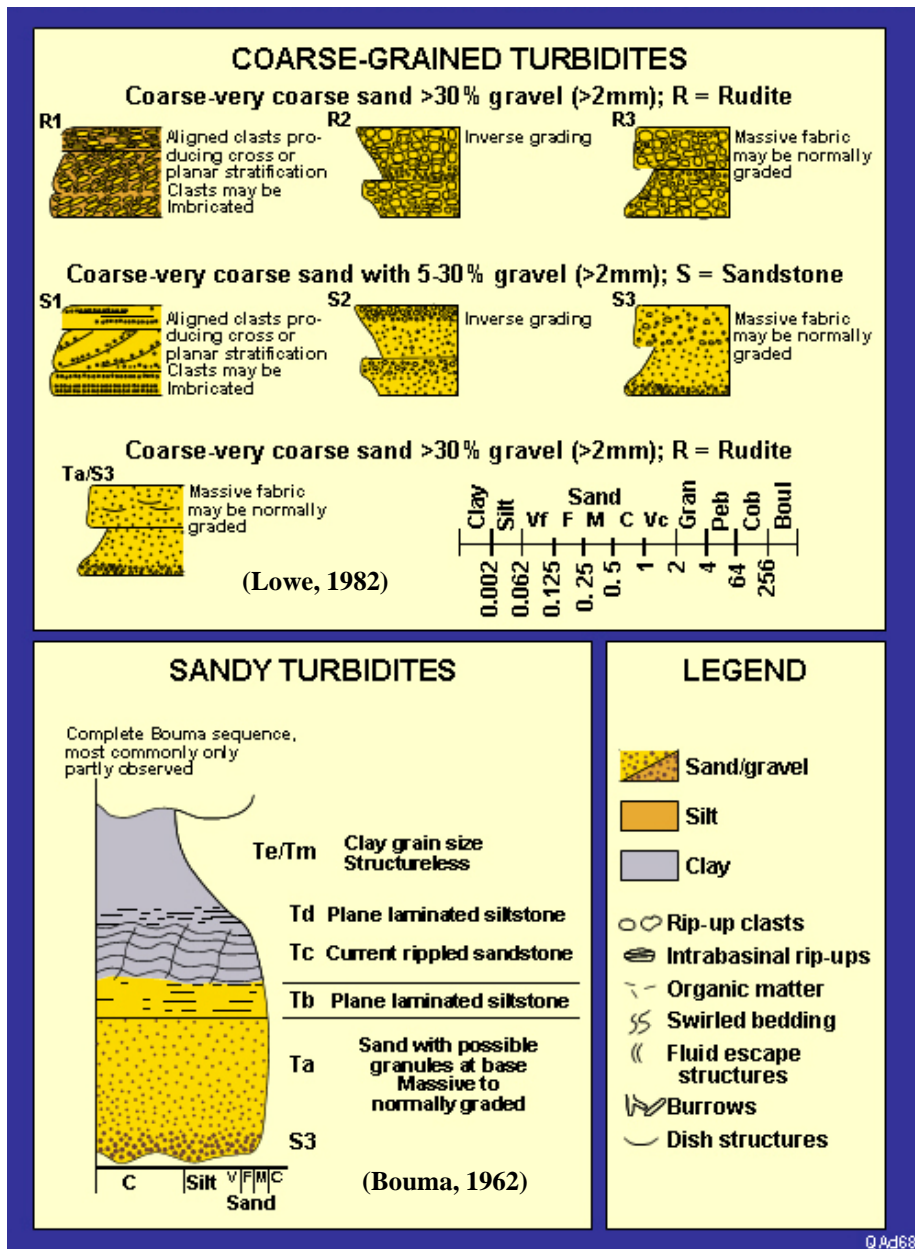 COARSE-GRAINED TURBIDITES
Coarse-very coarse sand >30% gravel (>2mm); R = Rudite
R1
Aligned clasts pro-
ducing cross or
planar stratification
Clasts may be
Imbricated
R2
Inverse grading
R3
Massive fabric
may be normally
graded
Coarse-very coarse sand with 5-30% gravel (>2mm); S = Sandstone
S1
Aligned clasts pro-
ducing cross or
planar stratification
Clasts may be
Imbricated
S2
Inverse grading
S3
Massive fabric
may be normally
graded
Coarse-very coarse sand >30% gravel (>2mm); R = Rudite
Ta/S3
Massive fabric
may be normally
graded
(Lowe, 1982)
Clay Silt Sand Gran Peb Cob Boul
Vf F M C Vc
0.002 0.062 0.125 0.25 0.5 1 2 4 64 256
SANDY TURBIDITES
Complete Bouma sequence,
most commonly only
partly observed
Te/Tm Clay grain size
Structureless
Td Plane laminated siltstone
Tc Current rippled sandstone
Tb Plane laminated siltstone
Ta Sand with possible
granules at base
Massive to
normally graded
S3
C Silt V F M C
Sand
(Bouma, 1962)
LEGEND
Sand/gravel
Silt
Clay
Rip-up clasts
Intrabasinal rip-ups
Organic matter
Swirled bedding
Fluid escape
structures
Burrows
Dish structures
QAd68